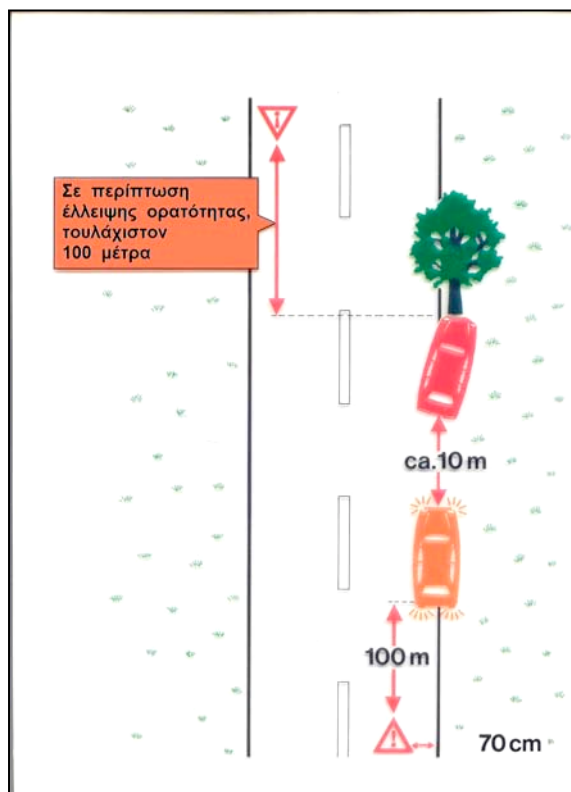 Σε περίπτωση
έλλειψης ορατότητας,
τουλάχιστον
100 μέτρα
ca.10 m
100 m
70 cm